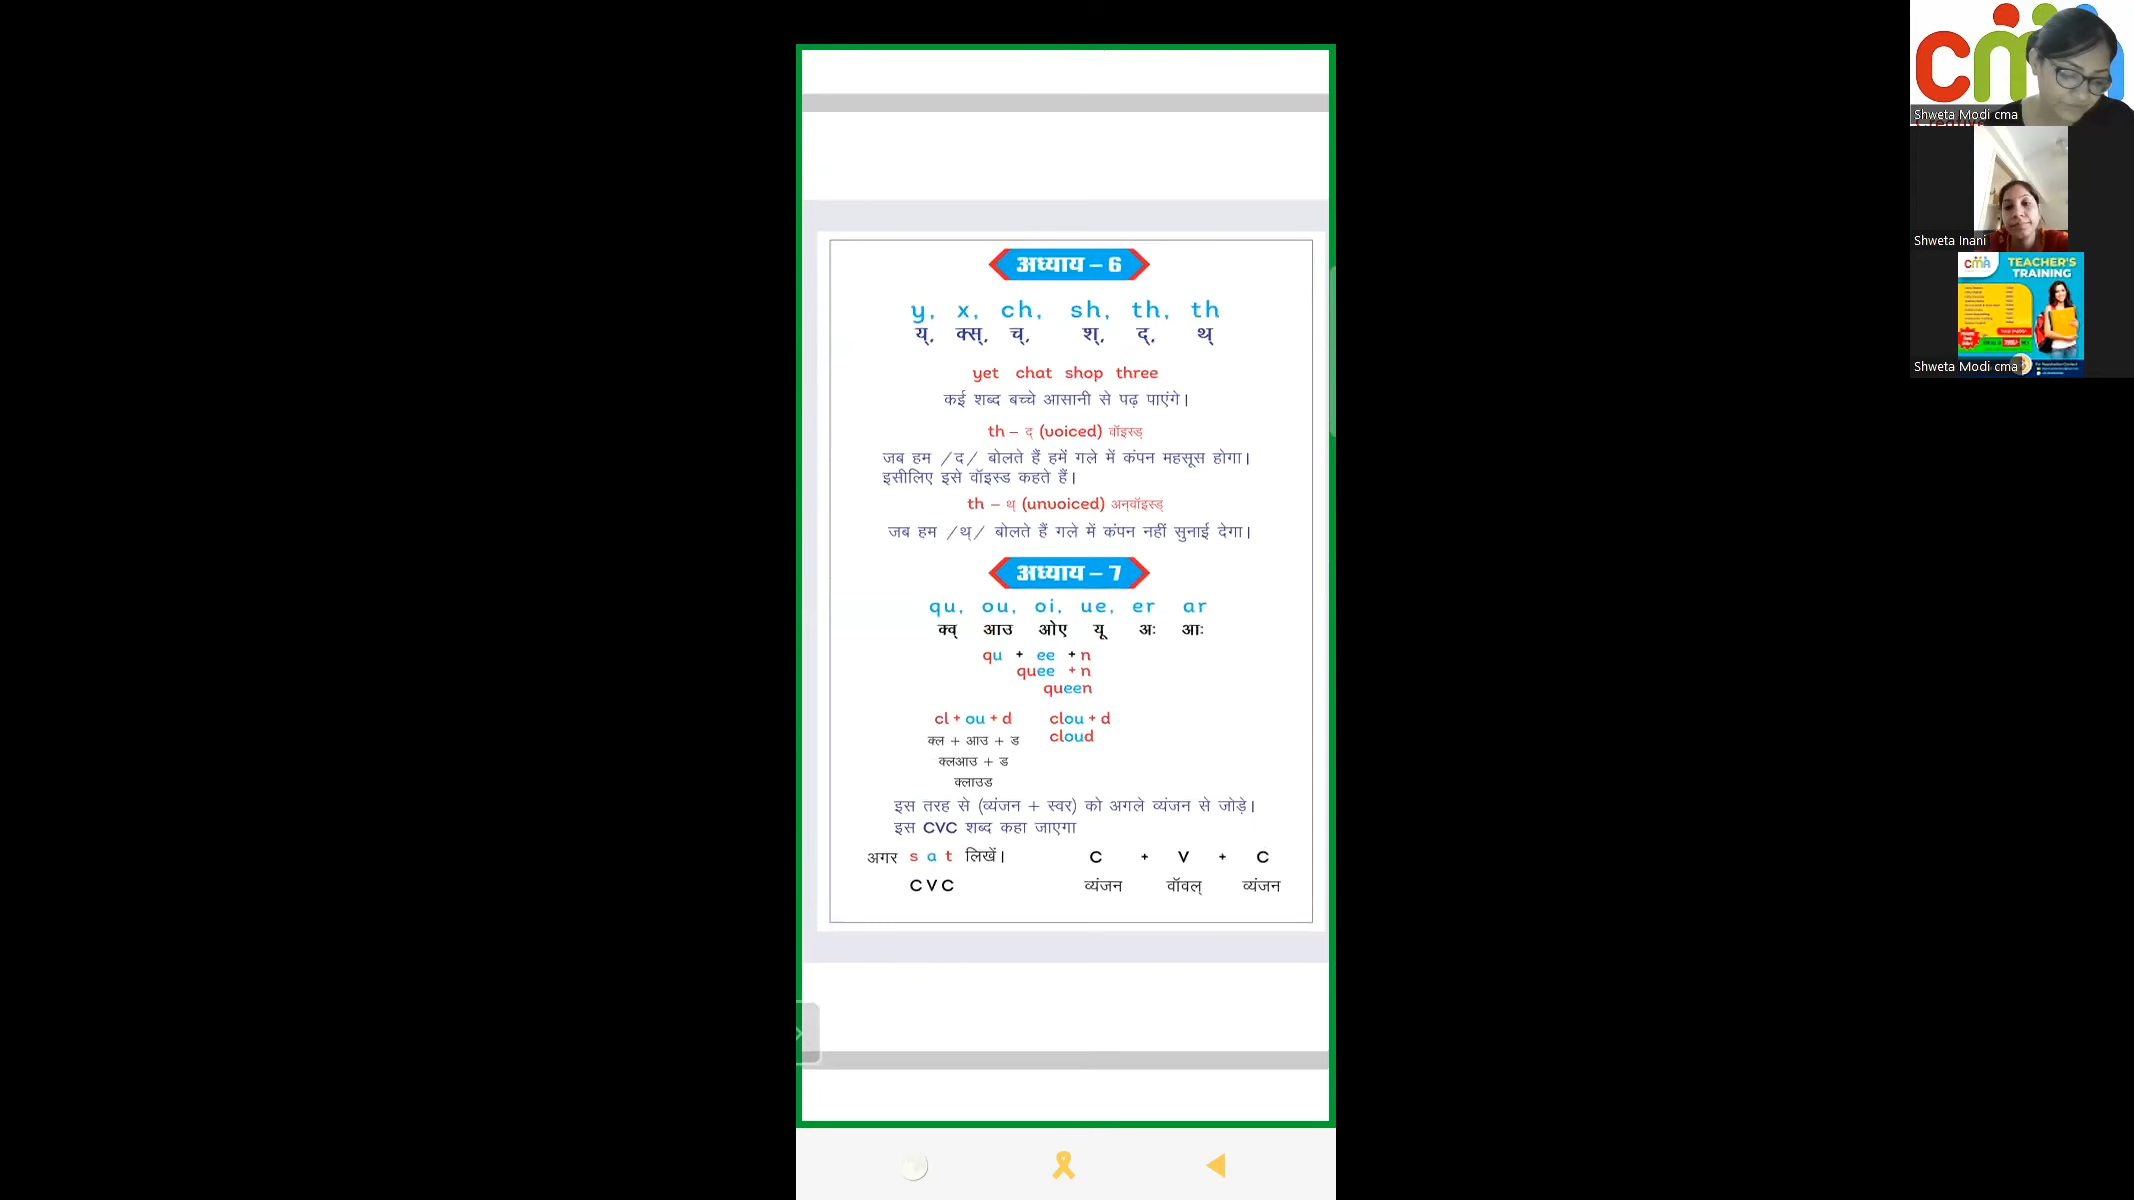 अध्याय – 6
y, x, ch, sh, th, th
य्, क्स्, च्, श्, द्, थ्
yet chat shop three
कई शब्द बच्चे आसानी से पढ़ पाएंगे।
th – द् (voiced) वॉइस्ड्
जब हम /द/ बोलते हैं हमें गले में कंपन महसूस होगा।
इसीलिए इसे वॉइस्ड कहते हैं।
th – थ् (unvoiced) अन्वॉइस्ड्
जब हम /थ्/ बोलते हैं गले में कंपन नहीं सुनाई देगा।
अध्याय – 7
qu, ou, oi, ue, er ar
क्व् आउ ओए यू अः आः
qu + ee + n
quee + n
queen
cl + ou + d clou + d
क्ल + आउ + ड cloud
क्लआउ + ड
क्लाउड
इस तरह से (व्यंजन + स्वर) को अगले व्यंजन से जोड़े।
इस CVC शब्द कहा जाएगा
अगर s a t लिखें। C + V + C
C V C व्यंजन वॉवल् व्यंजन
cma
Shweta Modi cma
Shweta Inani
CMA TEACHER'S
TRAINING
Shweta Modi cma